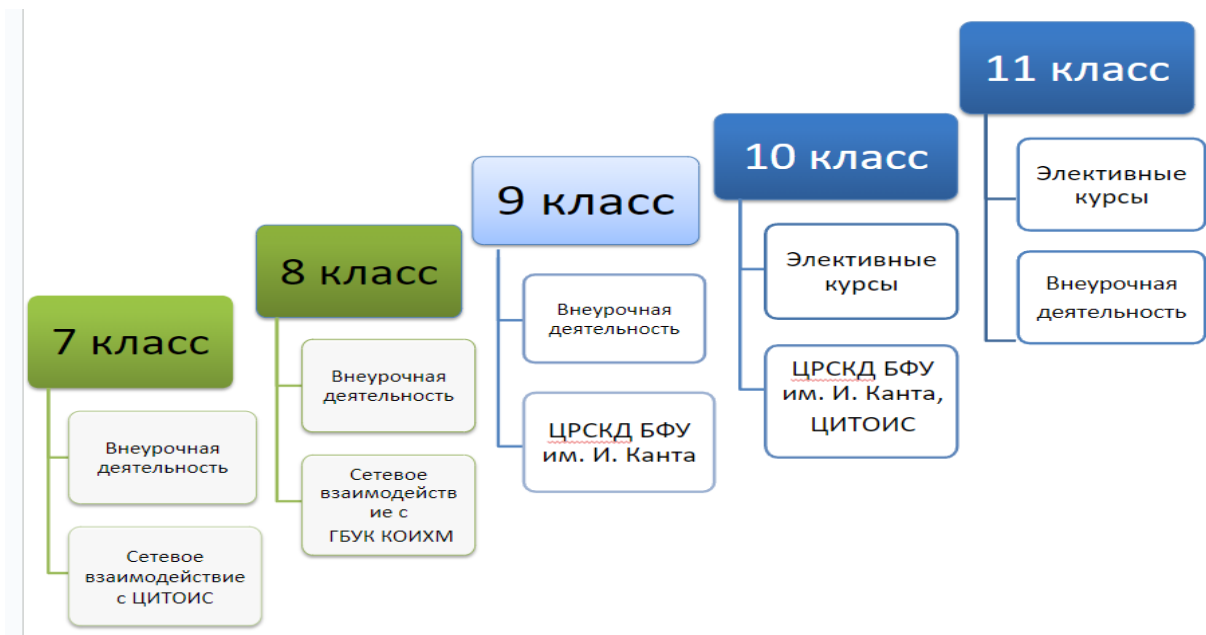 7 класс
Внеурочная
деятельность
Сетевое
взаимодействие
с ЦИТОИС
8 класс
Внеурочная
деятельность
Сетевое
взаимодейств
ие с
ГБУК КОИХМ
9 класс
Внеурочная
деятельность
ЦРСКД БФУ
им. И. Канта
10 класс
Элективные
курсы
ЦРСКД БФУ
им. И. Канта,
ЦИТОИС
11 класс
Элективные
курсы
Внеурочная
деятельность